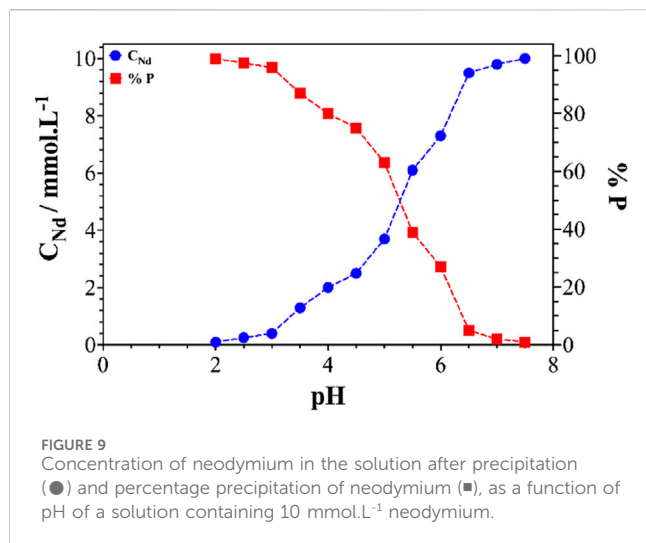 C_Nd
% P
10
8
6
4
2
0
C_Nd / mmol.L⁻¹
100
80
60
40
20
0
% P
0 2 4 6 8
pH
FIGURE 9
Concentration of neodymium in the solution after precipitation
(●) and percentage precipitation of neodymium (■), as a function of
pH of a solution containing 10 mmol.L⁻¹ neodymium.